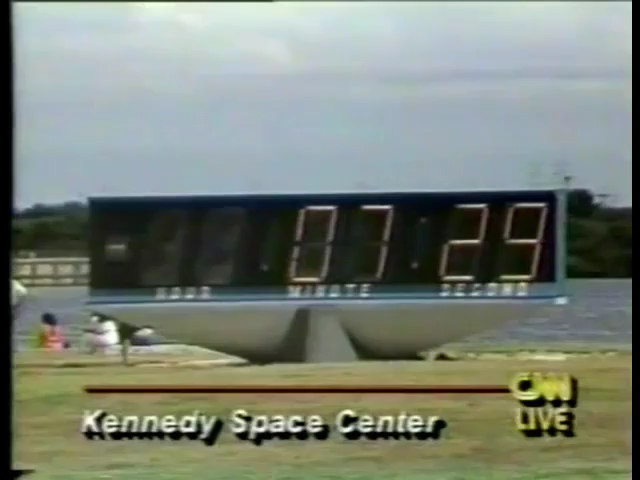 07:29
HOUR MINUTE SECOND
Kennedy Space Center
CNN
LIVE